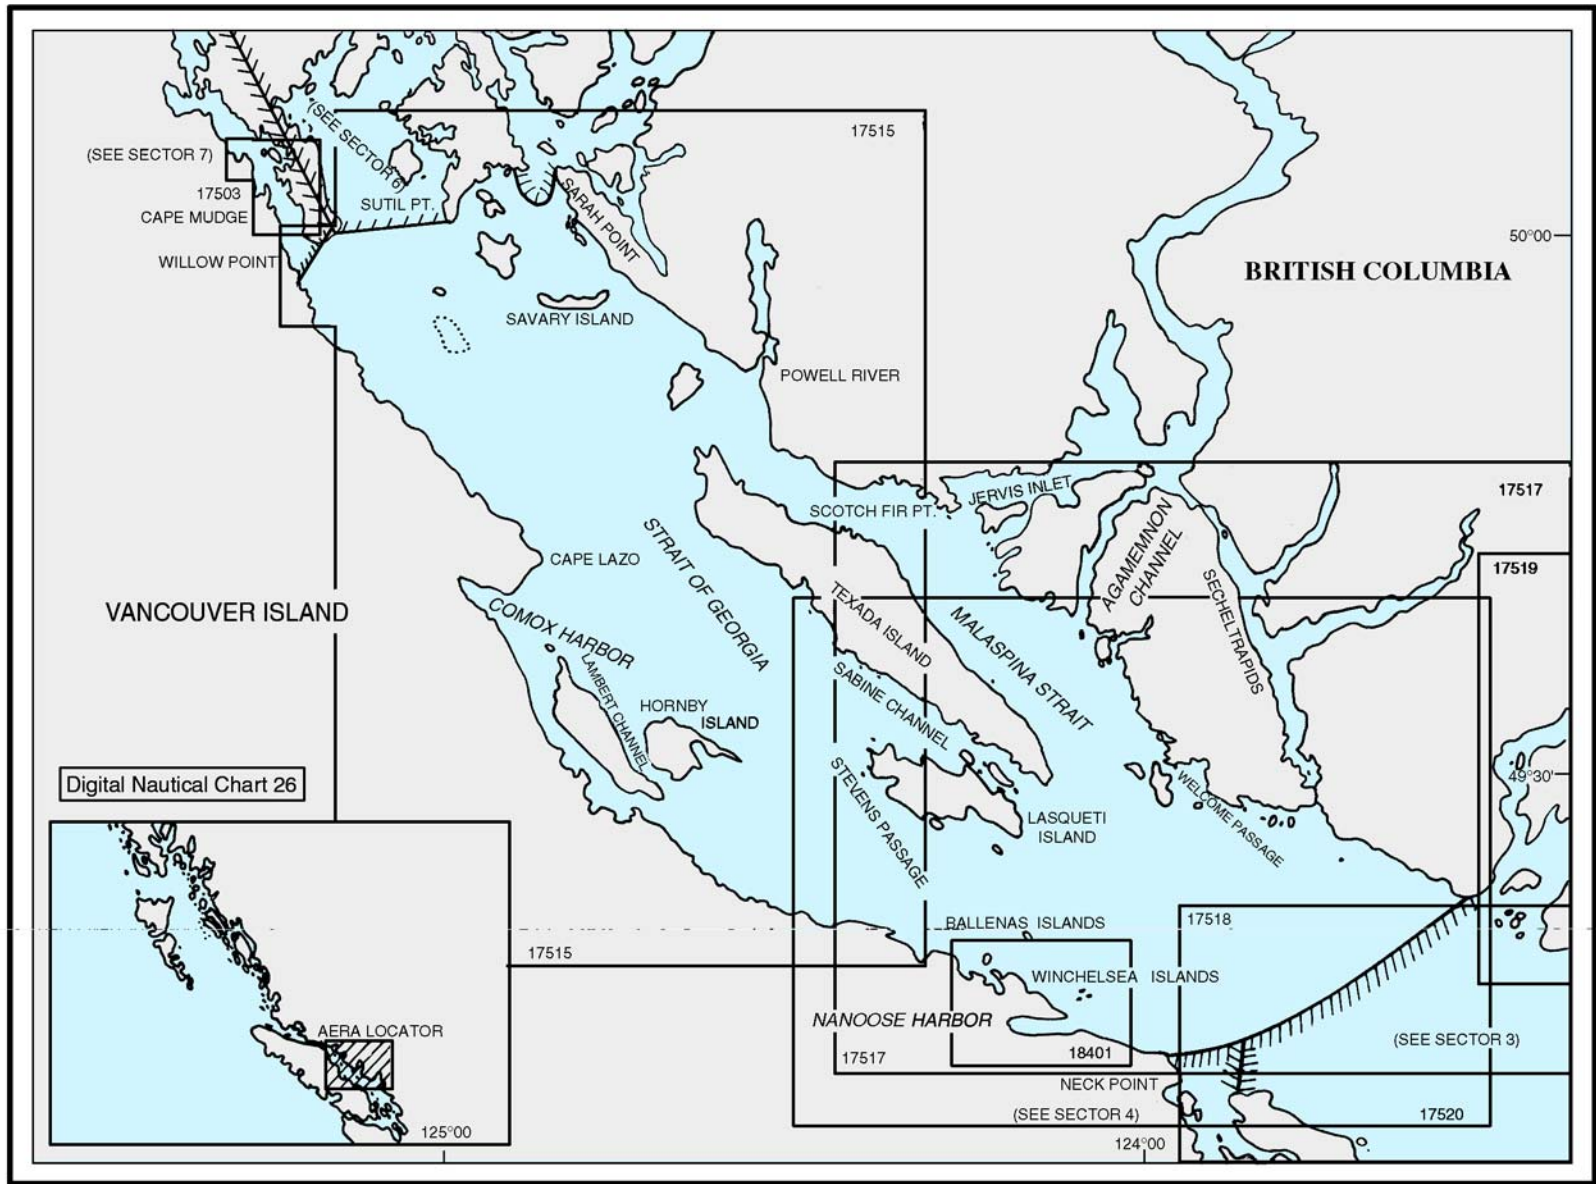 17515
(SEE SECTOR 6)
(SEE SECTOR 7)
17503
CAPE MUDGE
SUTIL PT.
SARAH POINT
WILLOW POINT
50°00
BRITISH COLUMBIA
SAVARY ISLAND
POWELL RIVER
JERVIS INLET
17517
SCOTCH FIR PT.
STRAIT OF GEORGIA
CAPE LAZO
AGAMEMNON
CHANNEL
17519
SECHELTRAPIDS
VANCOUVER ISLAND
COMOX HARBOR
TEXADA ISLAND
MALASPINA STRAIT
LAMBERT CHANNEL
SABINE CHANNEL
HORNBY
ISLAND
Digital Nautical Chart 26
STEVENS PASSAGE
49°30'
WELCOME PASSAGE
LASQUETI
ISLAND
BALLENAS ISLANDS
17518
17515
WINCHELSEA ISLANDS
NANOOSE HARBOR
AERA LOCATOR
(SEE SECTOR 3)
17517
18401
NECK POINT
(SEE SECTOR 4)
17520
125°00
124°00